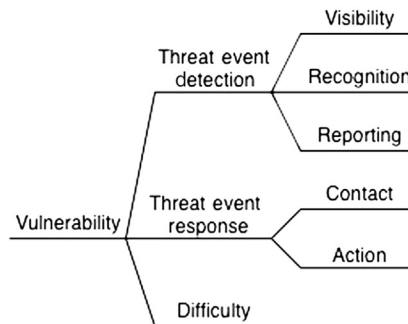 Visibility
Threat event
detection
Recognition
Reporting
Contact
Vulnerability
Threat event
response
Action
Difficulty